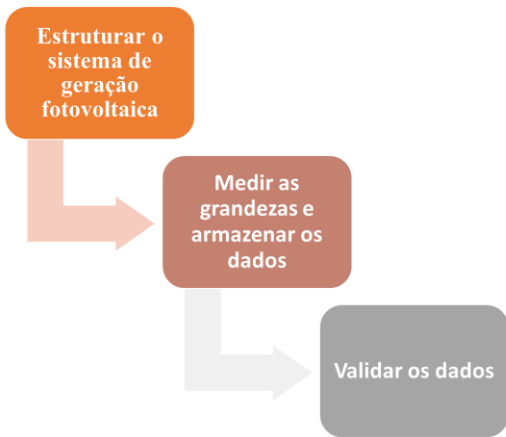 Estruturar o
sistema de
geração
fotovoltaica
Medir as
grandezas e
armazenar os
dados
Validar os dados